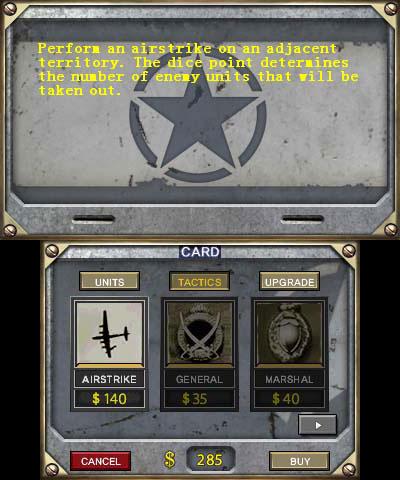 Perform an airstrike on an adjacent
territory. The dice point determines
the number of enemy units that will be
taken out.
CARD
UNITS TACTICS UPGRADE
AIRSTRIKE GENERAL MARSHAL
$ 140 $ 35 $ 40
CANCEL $ 285 BUY